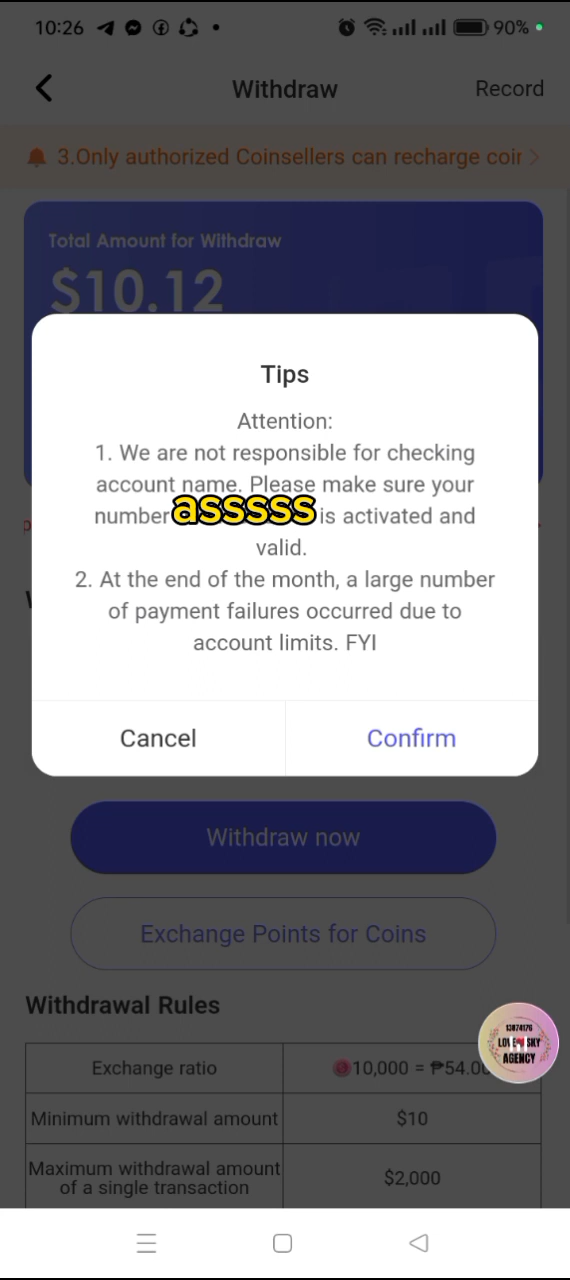 10:26
90%
Withdraw
Record
3.Only authorized Coinsellers can recharge coir
Total Amount for Withdraw
$10.12
Tips
Attention:
1. We are not responsible for checking
account name. Please make sure your
number asssss is activated and
valid.
2. At the end of the month, a large number
of payment failures occurred due to
account limits. FYI
Cancel
Confirm
Withdraw now
Exchange Points for Coins
Withdrawal Rules
Exchange ratio
10,000 = ₱54.00
Minimum withdrawal amount
$10
Maximum withdrawal amount
of a single transaction
$2,000
13874176
SKY
AGENCY